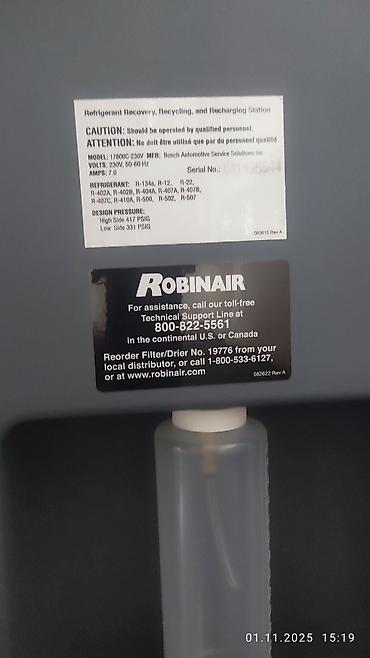 Refrigerant Recovery, Recycling, and Recharging Station
CAUTION: Should be operated by qualified personnel.
ATTENTION: Ne doit être utilisé que par du personnel qualifié.
MODEL: 17800C-230V MFR: Bosch Automotive Service Solutions Inc.
VOLTS: 230V, 50-60 Hz
AMPS: 7.0
Serial No.:
REFRIGERANT: R-134a, R-12, R-22,
R-402A, R-402B, R-404A, R-407A, R-407B,
R-407C, R-410A, R-500, R-502, R-507
DESIGN PRESSURE:
High Side 417 PSIG
Low Side 331 PSIG
582615 Rev A
ROBINAIR
For assistance, call our toll-free
Technical Support Line at
800-822-5561
in the continental U.S. or Canada
Reorder Filter/Drier No. 19776 from your
local distributor, or call 1-800-533-6127,
or at www.robinair.com
582622 Rev A
01.11.2025 15:19